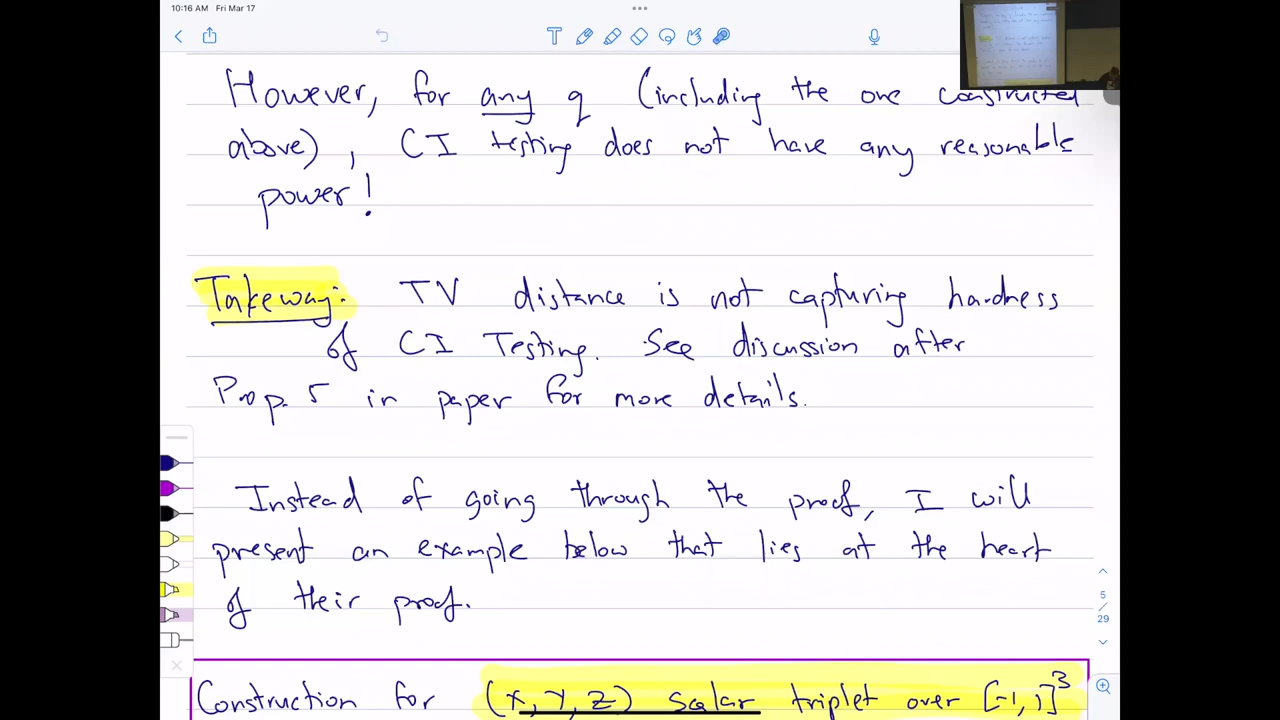 10:16 AM Fri Mar 17
However, for any q (including the one constructed
above), CI testing does not have any reasonable
power!
Takeway: TV distance is not capturing hardness
of CI Testing. See discussion after
Prop. 5 in paper for more details.
Instead of going through the proof, I will
present an example below that lies at the heart
of their proof.
5
/
29
Construction for (X, Y, Z) scalar triplet over [-1, 1]^3